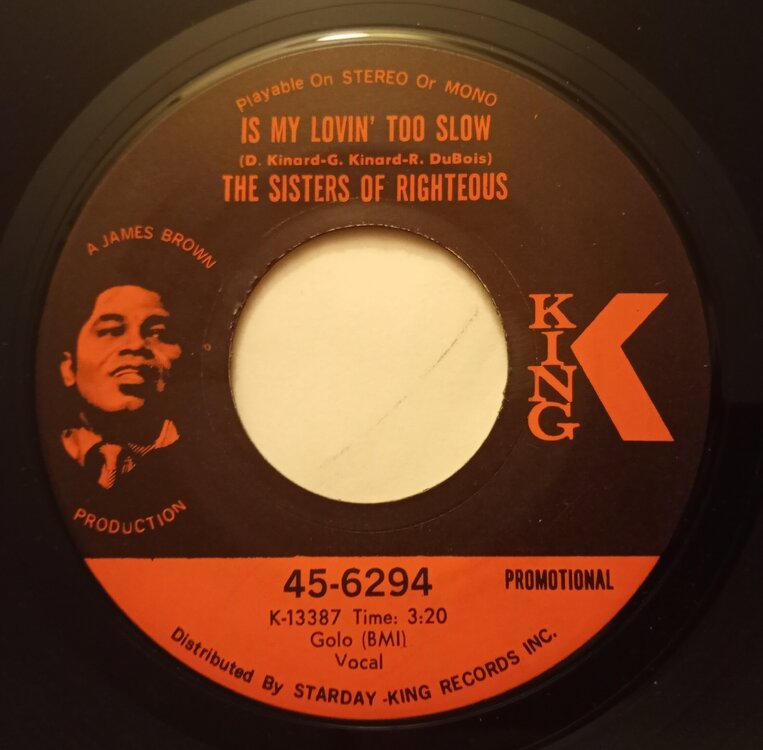 Playable On STEREO Or MONO
IS MY LOVIN' TOO SLOW
(D. Kinard-G. Kinard-R. DuBois)
THE SISTERS OF RIGHTEOUS
A JAMES BROWN
PRODUCTION
KING
45-6294
PROMOTIONAL
K-13387 Time: 3:20
Golo (BMI)
Vocal
Distributed By STARDAY-KING RECORDS INC.